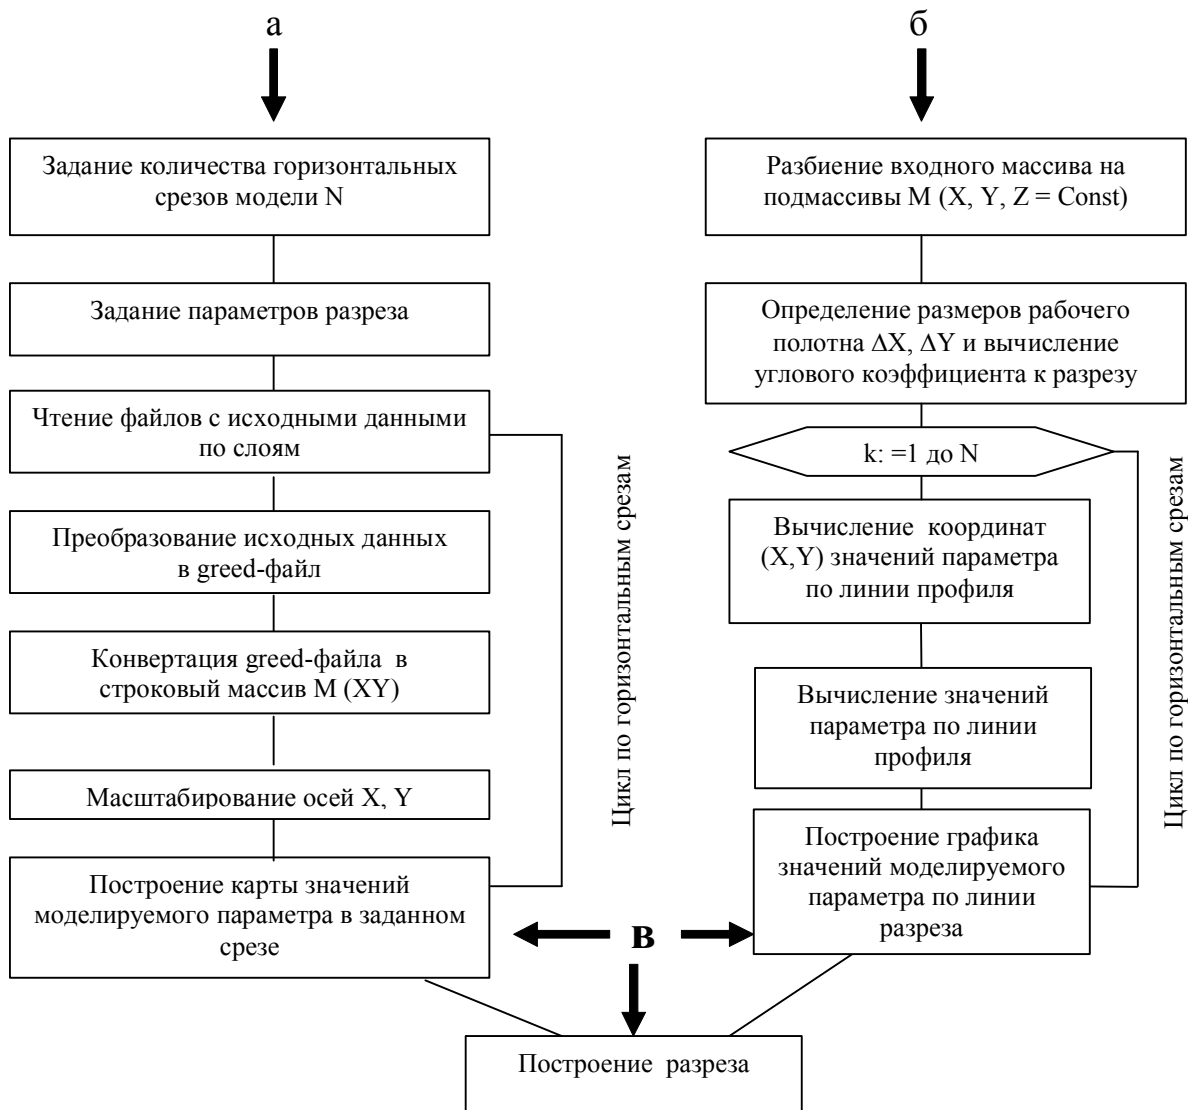 а
Задание количества горизонтальных
срезов модели N
Задание параметров разреза
Чтение файлов с исходными данными
по слоям
Преобразование исходных данных
в greed-файл
Конвертация greed-файла в
строковый массив М (XY)
Масштабирование осей X, Y
Построение карты значений
моделируемого параметра в заданном
срезе
Цикл по горизонтальным срезам
б
Разбиение входного массива на
подмассивы М (X, Y, Z = Const)
Определение размеров рабочего
полотна ΔX, ΔY и вычисление
углового коэффициента к разрезу
k: =1 до N
Вычисление координат
(X,Y) значений параметра
по линии профиля
Вычисление значений
параметра по линии
профиля
Построение графика
значений моделируемого
параметра по линии
разреза
Цикл по горизонтальным срезам
в
Построение разреза